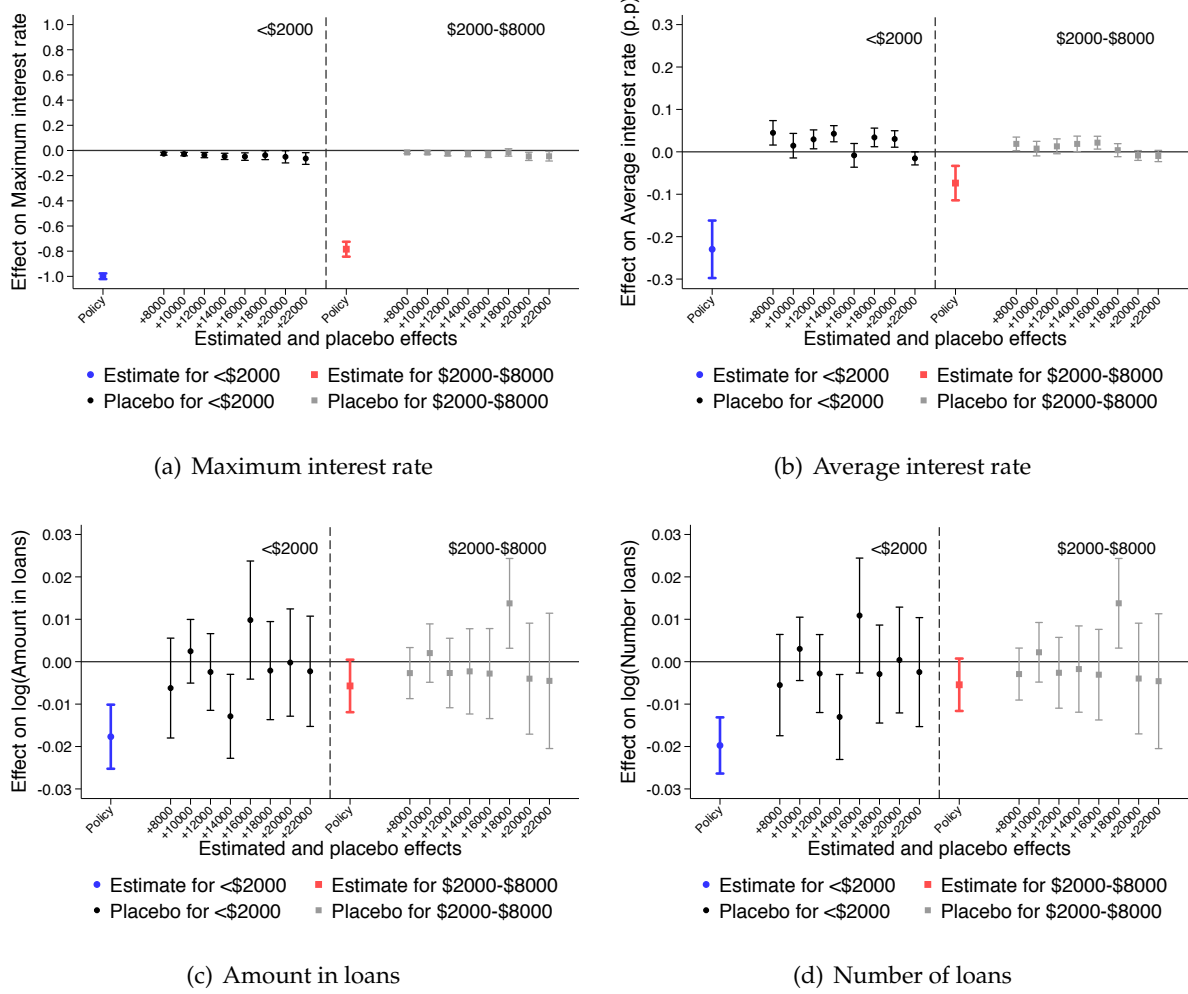 Effect on Maximum interest rate
1.0
0.8
0.6
0.4
0.2
0.0
-0.2
-0.4
-0.6
-0.8
-1.0
<$2000
$2000-$8000
Policy
+8000
+10000
+12000
+14000
+16000
+18000
+20000
+22000
Policy
+8000
+10000
+12000
+14000
+16000
+18000
+20000
+22000
Estimated and placebo effects
Estimate for <$2000
Estimate for $2000-$8000
Placebo for <$2000
Placebo for $2000-$8000
(a) Maximum interest rate
Effect on Average interest rate (p.p)
0.3
0.2
0.1
0.0
-0.1
-0.2
-0.3
<$2000
$2000-$8000
Policy
+8000
+10000
+12000
+14000
+16000
+18000
+20000
+22000
Policy
+8000
+10000
+12000
+14000
+16000
+18000
+20000
+22000
Estimated and placebo effects
Estimate for <$2000
Estimate for $2000-$8000
Placebo for <$2000
Placebo for $2000-$8000
(b) Average interest rate
Effect on log(Amount in loans)
0.03
0.02
0.01
0.00
-0.01
-0.02
-0.03
<$2000
$2000-$8000
Policy
+8000
+10000
+12000
+14000
+16000
+18000
+20000
+22000
Policy
+8000
+10000
+12000
+14000
+16000
+18000
+20000
+22000
Estimated and placebo effects
Estimate for <$2000
Estimate for $2000-$8000
Placebo for <$2000
Placebo for $2000-$8000
(c) Amount in loans
Effect on log(Number loans)
0.03
0.02
0.01
0.00
-0.01
-0.02
-0.03
<$2000
$2000-$8000
Policy
+8000
+10000
+12000
+14000
+16000
+18000
+20000
+22000
Policy
+8000
+10000
+12000
+14000
+16000
+18000
+20000
+22000
Estimated and placebo effects
Estimate for <$2000
Estimate for $2000-$8000
Placebo for <$2000
Placebo for $2000-$8000
(d) Number of loans